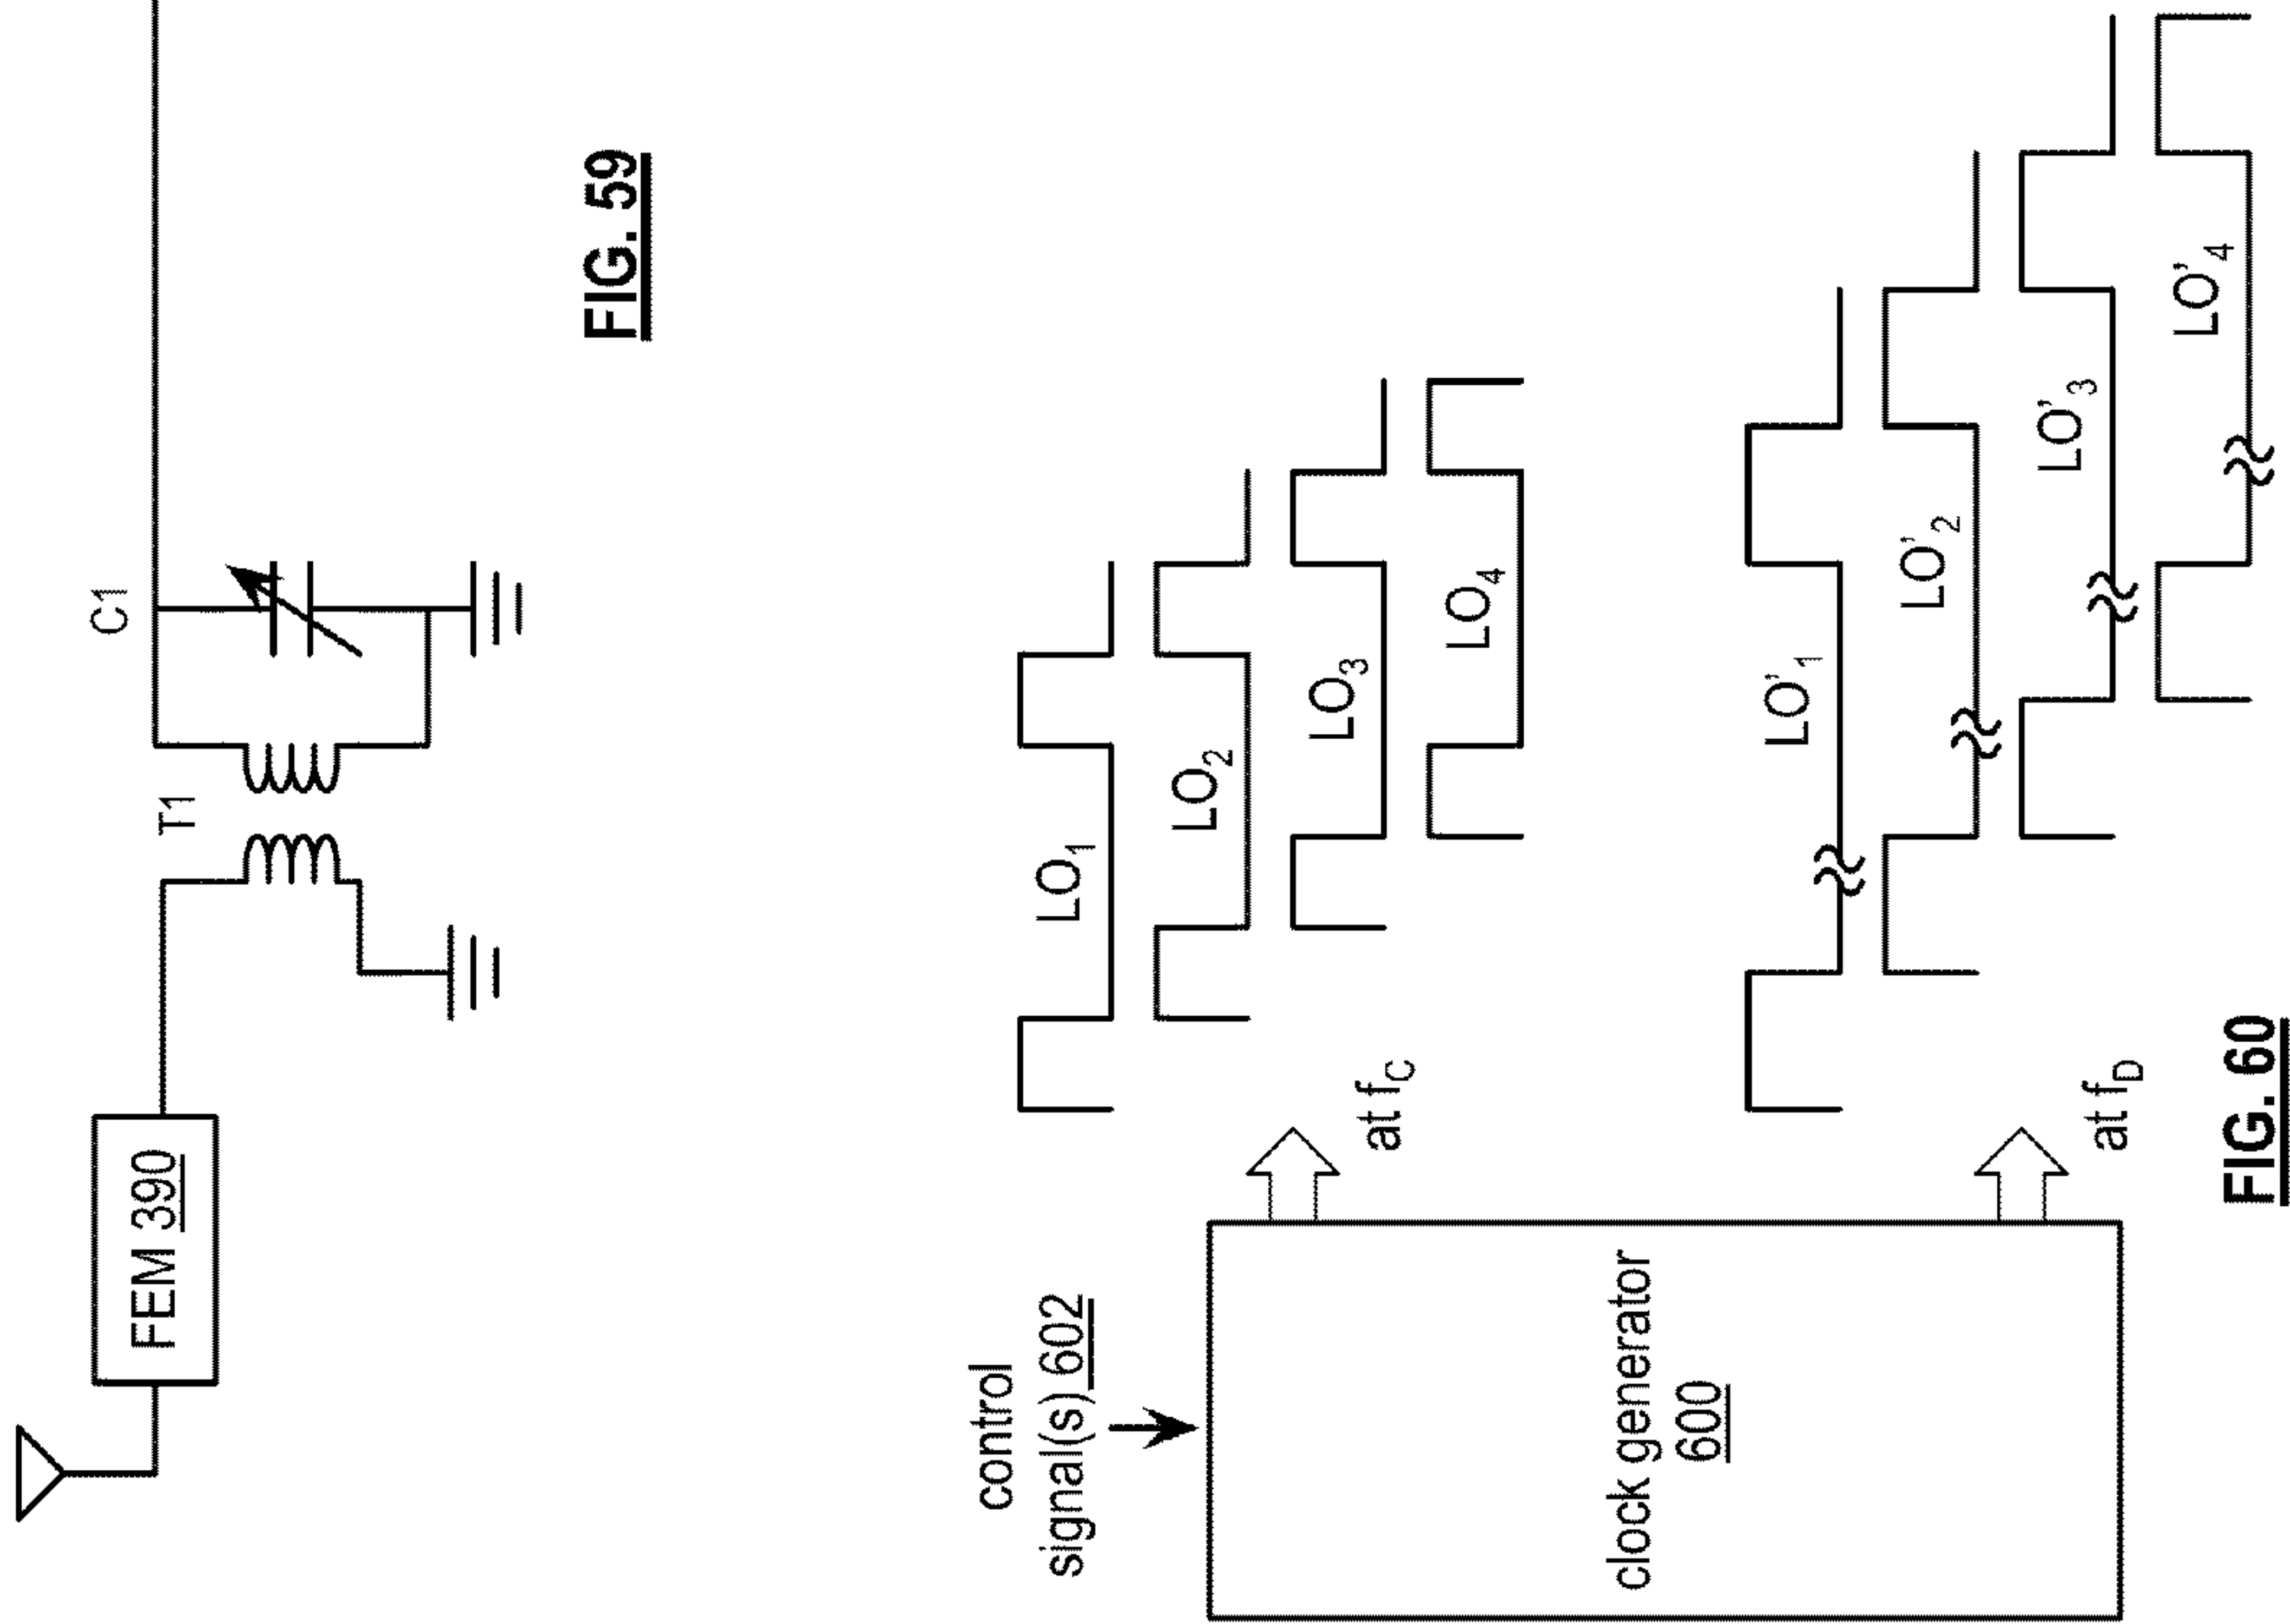 FEM 390
T1
C1
FIG. 59
control
signal(s) 602
clock generator
600
at fC
at fD
LO1
LO2
LO3
LO4
LO'1
LO'2
LO'3
LO'4
FIG. 60